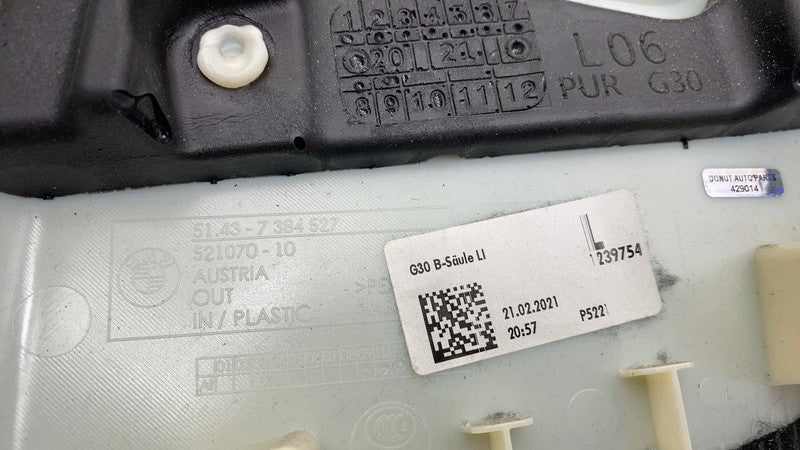 1 2 3 4 5 6 7
20 21
8 9 10 11 12
L06
PUR G30
DONUT AUTO PARTS
429014
51.43 - 7 384 527
521070 - 10
AUSTRIA
OUT
IN / PLASTIC
G30 B-Säule LI
L
1239754
21.02.2021
20:57
P5221